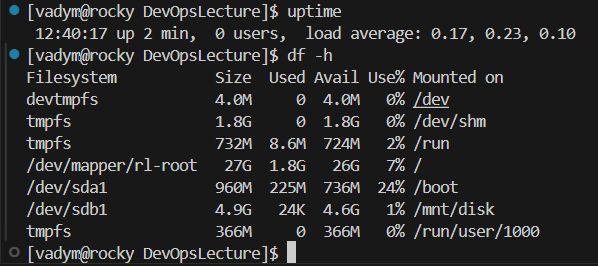 [vadym@rocky DevOpsLecture]$ uptime
 12:40:17 up 2 min,  0 users,  load average: 0.17, 0.23, 0.10
[vadym@rocky DevOpsLecture]$ df -h
Filesystem           Size  Used Avail Use% Mounted on
devtmpfs             4.0M     0  4.0M   0% /dev
tmpfs                1.8G     0  1.8G   0% /dev/shm
tmpfs                732M  8.6M  724M   2% /run
/dev/mapper/rl-root   27G  1.8G   26G   7% /
/dev/sda1            960M  225M  736M  24% /boot
/dev/sdb1            4.9G   24K  4.6G   1% /mnt/disk
tmpfs                366M     0  366M   0% /run/user/1000
[vadym@rocky DevOpsLecture]$